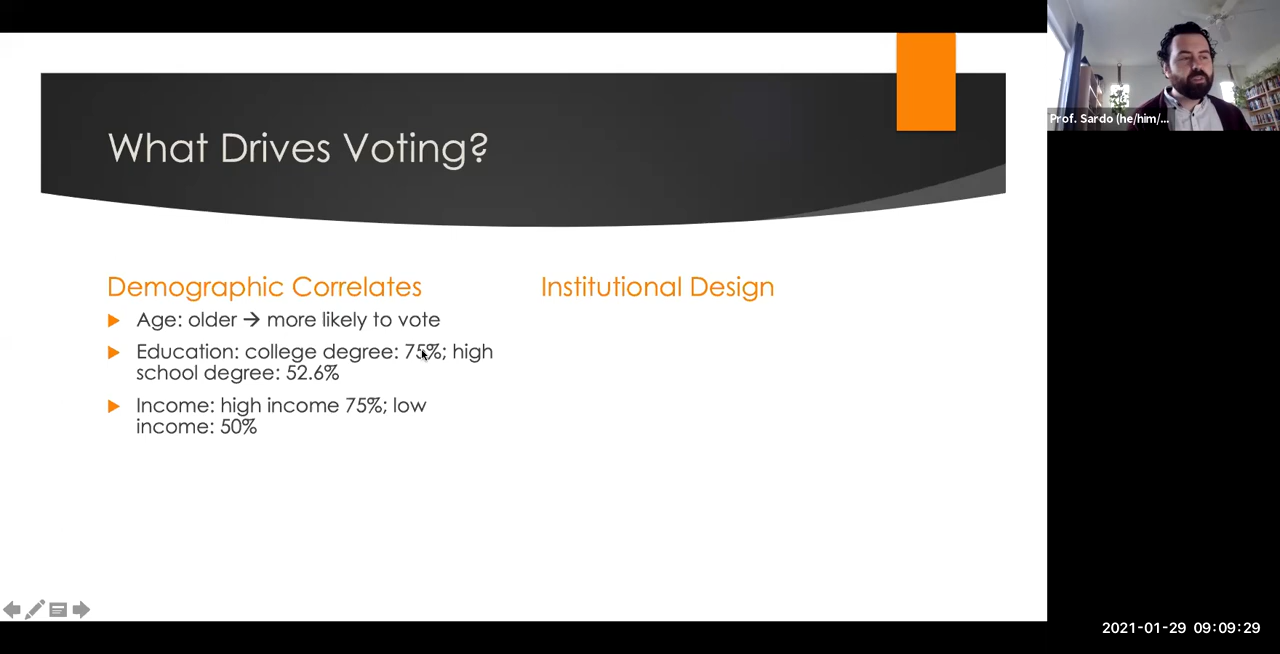 What Drives Voting?
Prof. Sardo (he/him/...
Demographic Correlates
Age: older → more likely to vote
Education: college degree: 75%; high
school degree: 52.6%
Income: high income 75%; low
income: 50%
Institutional Design
2021-01-29 09:09:29